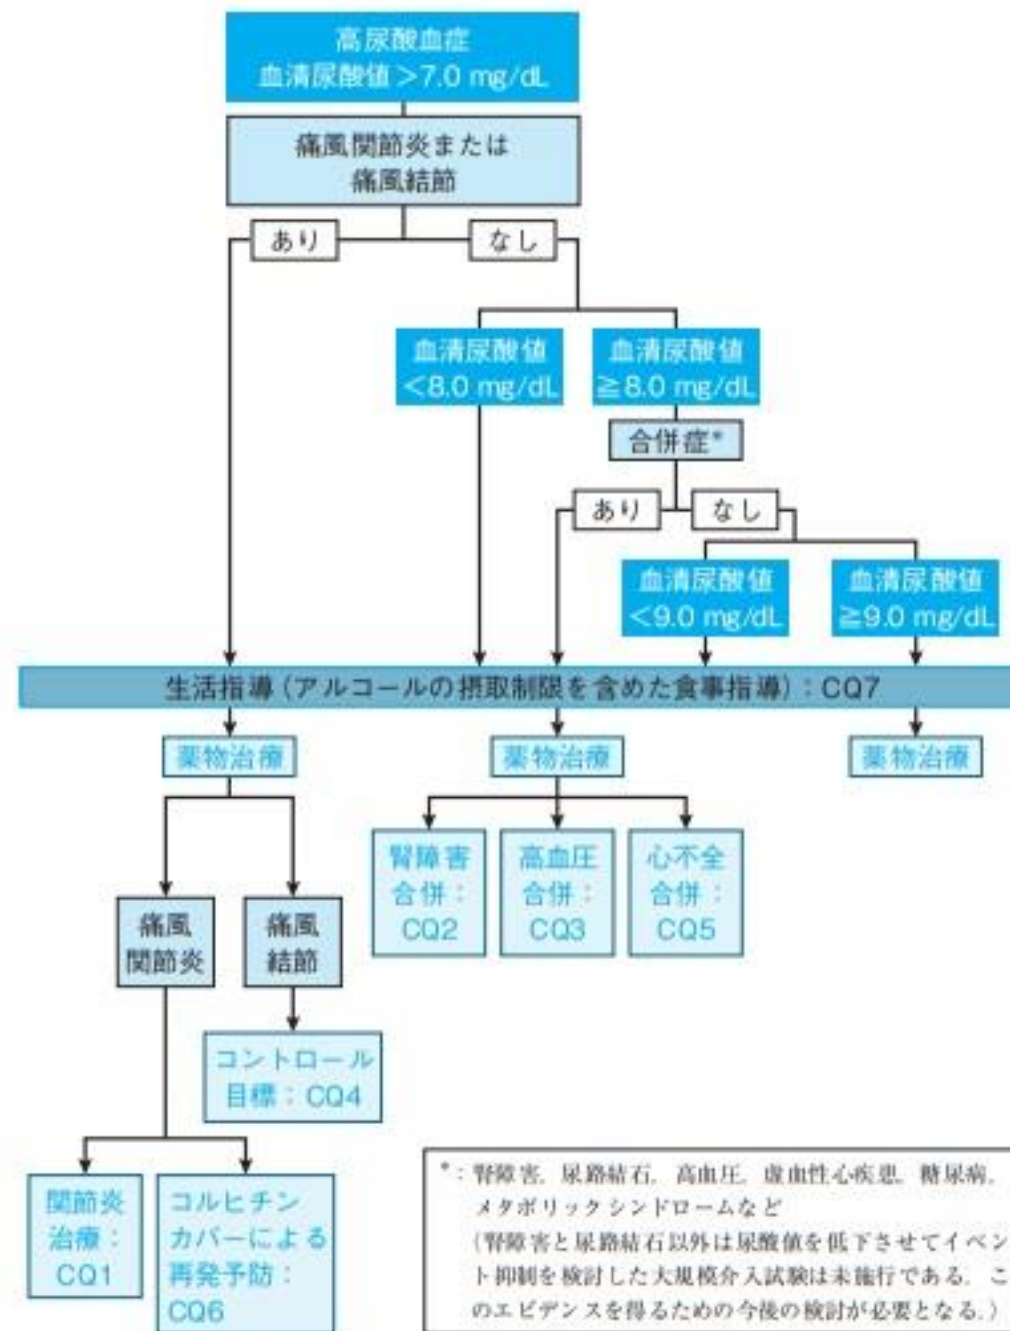 高尿酸血症
血清尿酸値>7.0 mg/dL
痛風関節炎または
痛風結節
あり
なし
血清尿酸値
<8.0 mg/dL
血清尿酸値
≧8.0 mg/dL
合併症*
あり
なし
血清尿酸値
<9.0 mg/dL
血清尿酸値
≧9.0 mg/dL
生活指導(アルコールの摂取制限を含めた食事指導):CQ7
薬物治療
薬物治療
薬物治療
腎障害
合併:
CQ2
高血圧
合併:
CQ3
心不全
合併:
CQ5
痛風
関節炎
痛風
結節
コントロール
目標:CQ4
関節炎
治療:
CQ1
コルヒチン
カバーによる
再発予防:
CQ6
*:腎障害,尿路結石,高血圧,虚血性心疾患,糖尿病,
メタボリックシンドロームなど
(腎障害と尿路結石以外は尿酸値を低下させてイベン
ト抑制を検討した大規模介入試験は未施行である.こ
のエビデンスを得るための今後の検討が必要となる.)